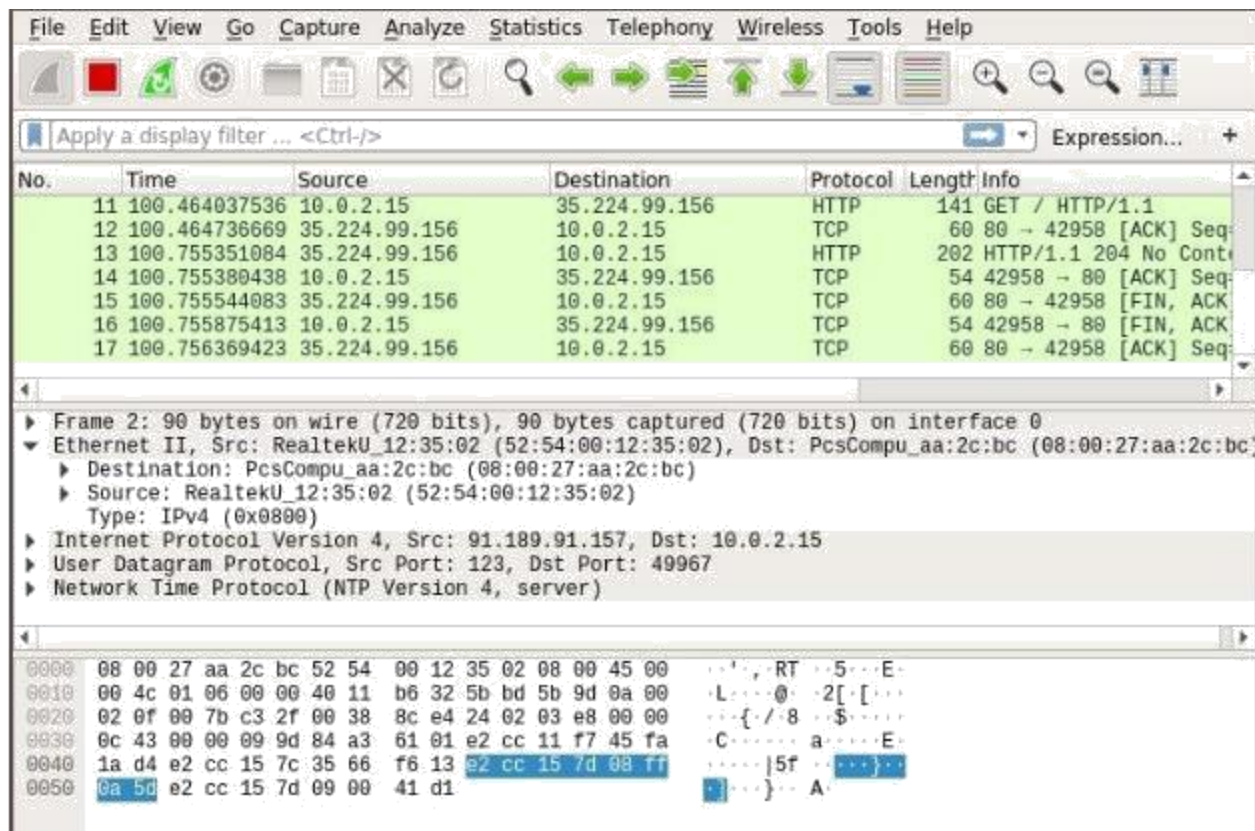 File Edit View Go Capture Analyze Statistics Telephony Wireless Tools Help
Apply a display filter ... <Ctrl-/> Expression... +
No. Time Source Destination Protocol Length Info
11 100.464037536 10.0.2.15 35.224.99.156 HTTP 141 GET / HTTP/1.1
12 100.464736669 35.224.99.156 10.0.2.15 TCP 60 80 → 42958 [ACK] Seq=
13 100.755351084 35.224.99.156 10.0.2.15 HTTP 202 HTTP/1.1 204 No Conte
14 100.755380438 10.0.2.15 35.224.99.156 TCP 54 42958 → 80 [ACK] Seq=
15 100.755544083 35.224.99.156 10.0.2.15 TCP 60 80 → 42958 [FIN, ACK
16 100.755875413 10.0.2.15 35.224.99.156 TCP 54 42958 → 80 [FIN, ACK
17 100.756369423 35.224.99.156 10.0.2.15 TCP 60 80 → 42958 [ACK] Seq=
Frame 2: 90 bytes on wire (720 bits), 90 bytes captured (720 bits) on interface 0
Ethernet II, Src: RealtekU_12:35:02 (52:54:00:12:35:02), Dst: PcsCompu_aa:2c:bc (08:00:27:aa:2c:bc)
Destination: PcsCompu_aa:2c:bc (08:00:27:aa:2c:bc)
Source: RealtekU_12:35:02 (52:54:00:12:35:02)
Type: IPv4 (0x0800)
Internet Protocol Version 4, Src: 91.189.91.157, Dst: 10.0.2.15
User Datagram Protocol, Src Port: 123, Dst Port: 49967
Network Time Protocol (NTP Version 4, server)
0000 08 00 27 aa 2c bc 52 54 00 12 35 02 08 00 45 00 ··'·,·RT ··5···E·
0010 00 4c 01 06 00 00 40 11 b6 32 5b bd 5b 9d 0a 00 ·L····@· ·2[·[···
0020 02 0f 00 7b c3 2f 00 38 8c e4 24 02 03 e8 00 00 ···{·/·8 ··$·····
0030 0c 43 00 00 09 9d 84 a3 61 01 e2 cc 11 f7 45 fa ·C······ a·····E·
0040 1a d4 e2 cc 15 7c 35 66 f6 13 e2 cc 15 7d 08 ff ·····|5f ·····}··
0050 0a 5d e2 cc 15 7d 09 00 41 d1 ·]···}·· A·